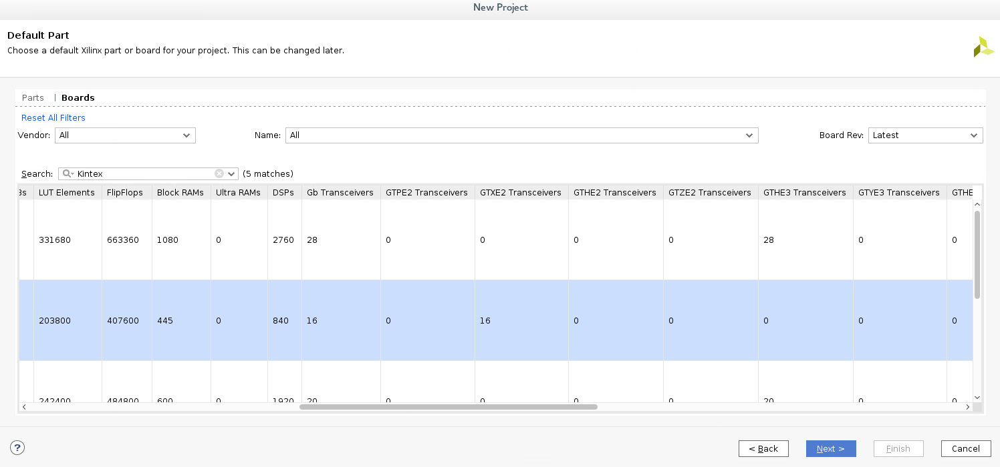 New Project
Default Part
Choose a default Xilinx part or board for your project. This can be changed later.
Parts | Boards
Reset All Filters
Vendor: All Name: All Board Rev: Latest
Search: Kintex (5 matches)
LUT Elements FlipFlops Block RAMs Ultra RAMs DSPs Gb Transceivers GTPE2 Transceivers GTXE2 Transceivers GTHE2 Transceivers GTZE2 Transceivers GTHE3 Transceivers GTYE3 Transceivers GTHE
331680 663360 1080 0 2760 28 0 0 0 0 28 0 0
203800 407600 445 0 840 16 0 16 0 0 0 0 0
242400 484800 600 0 1920 20 0 0 0 0 20 0 0
? < Back Next > Finish Cancel